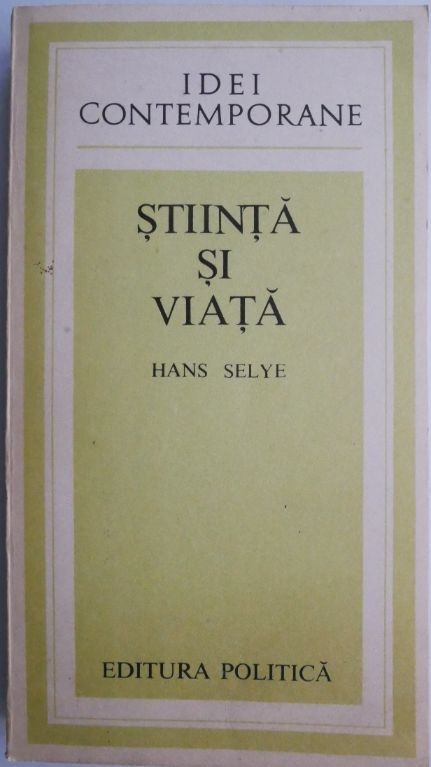 IDEI
CONTEMPORANE
ȘTIINȚĂ
ȘI
VIAȚĂ
HANS SELYE
EDITURA POLITICĂ